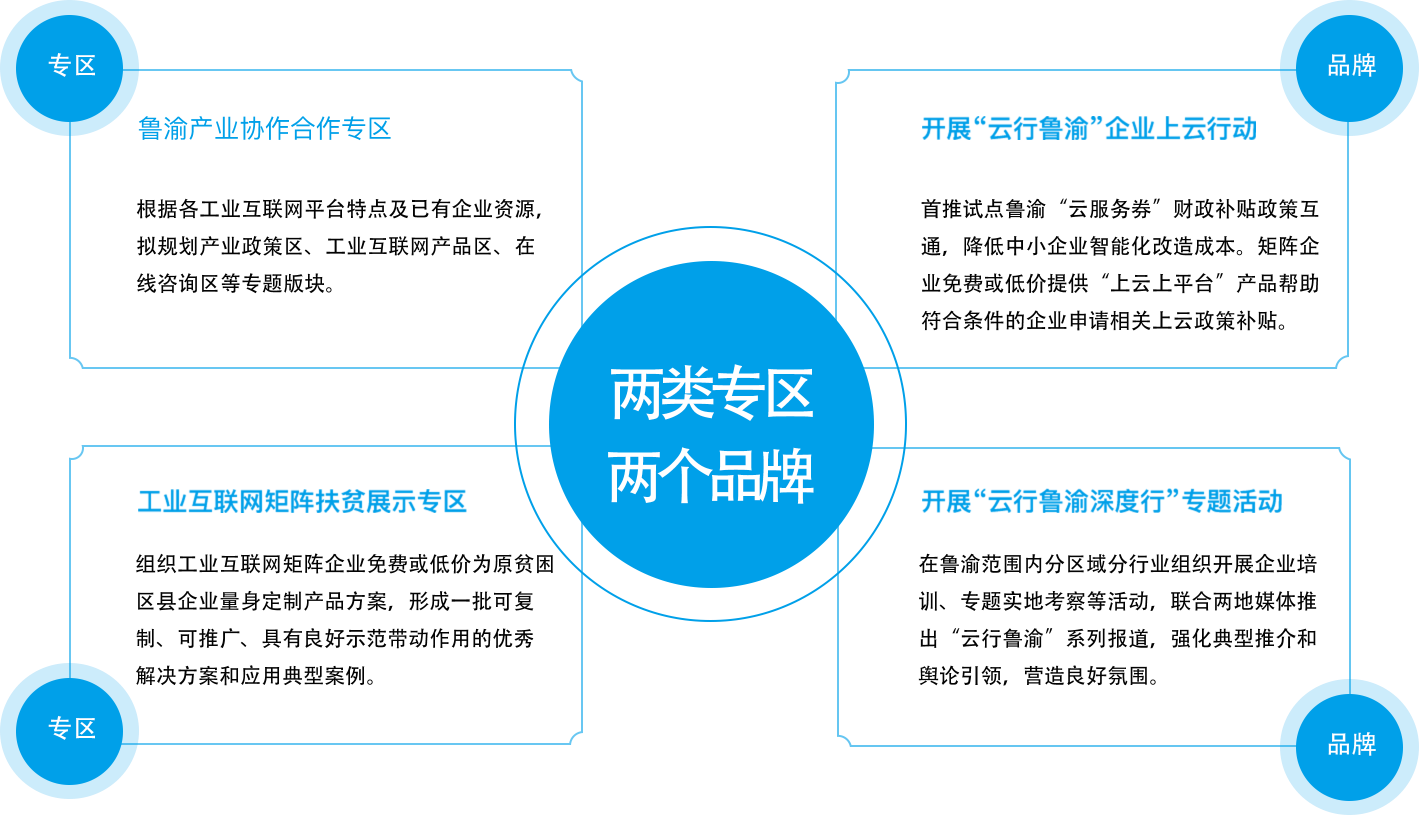 专区
鲁渝产业协作合作专区
根据各工业互联网平台特点及已有企业资源，
拟规划产业政策区、工业互联网产品区、在
线咨询区等专题版块。
品牌
开展“云行鲁渝”企业上云行动
首推试点鲁渝“云服务券”财政补贴政策互
通，降低中小企业智能化改造成本。矩阵企
业免费或低价提供“上云上平台”产品帮助
符合条件的企业申请相关上云政策补贴。
两类专区
两个品牌
工业互联网矩阵扶贫展示专区
组织工业互联网矩阵企业免费或低价为原贫困
区县企业量身定制产品方案，形成一批可复
制、可推广、具有良好示范带动作用的优秀
解决方案和应用典型案例。
专区
开展“云行鲁渝深度行”专题活动
在鲁渝范围内分区域分行业组织开展企业培
训、专题实地考察等活动，联合两地媒体推
出“云行鲁渝”系列报道，强化典型推介和
舆论引领，营造良好氛围。
品牌